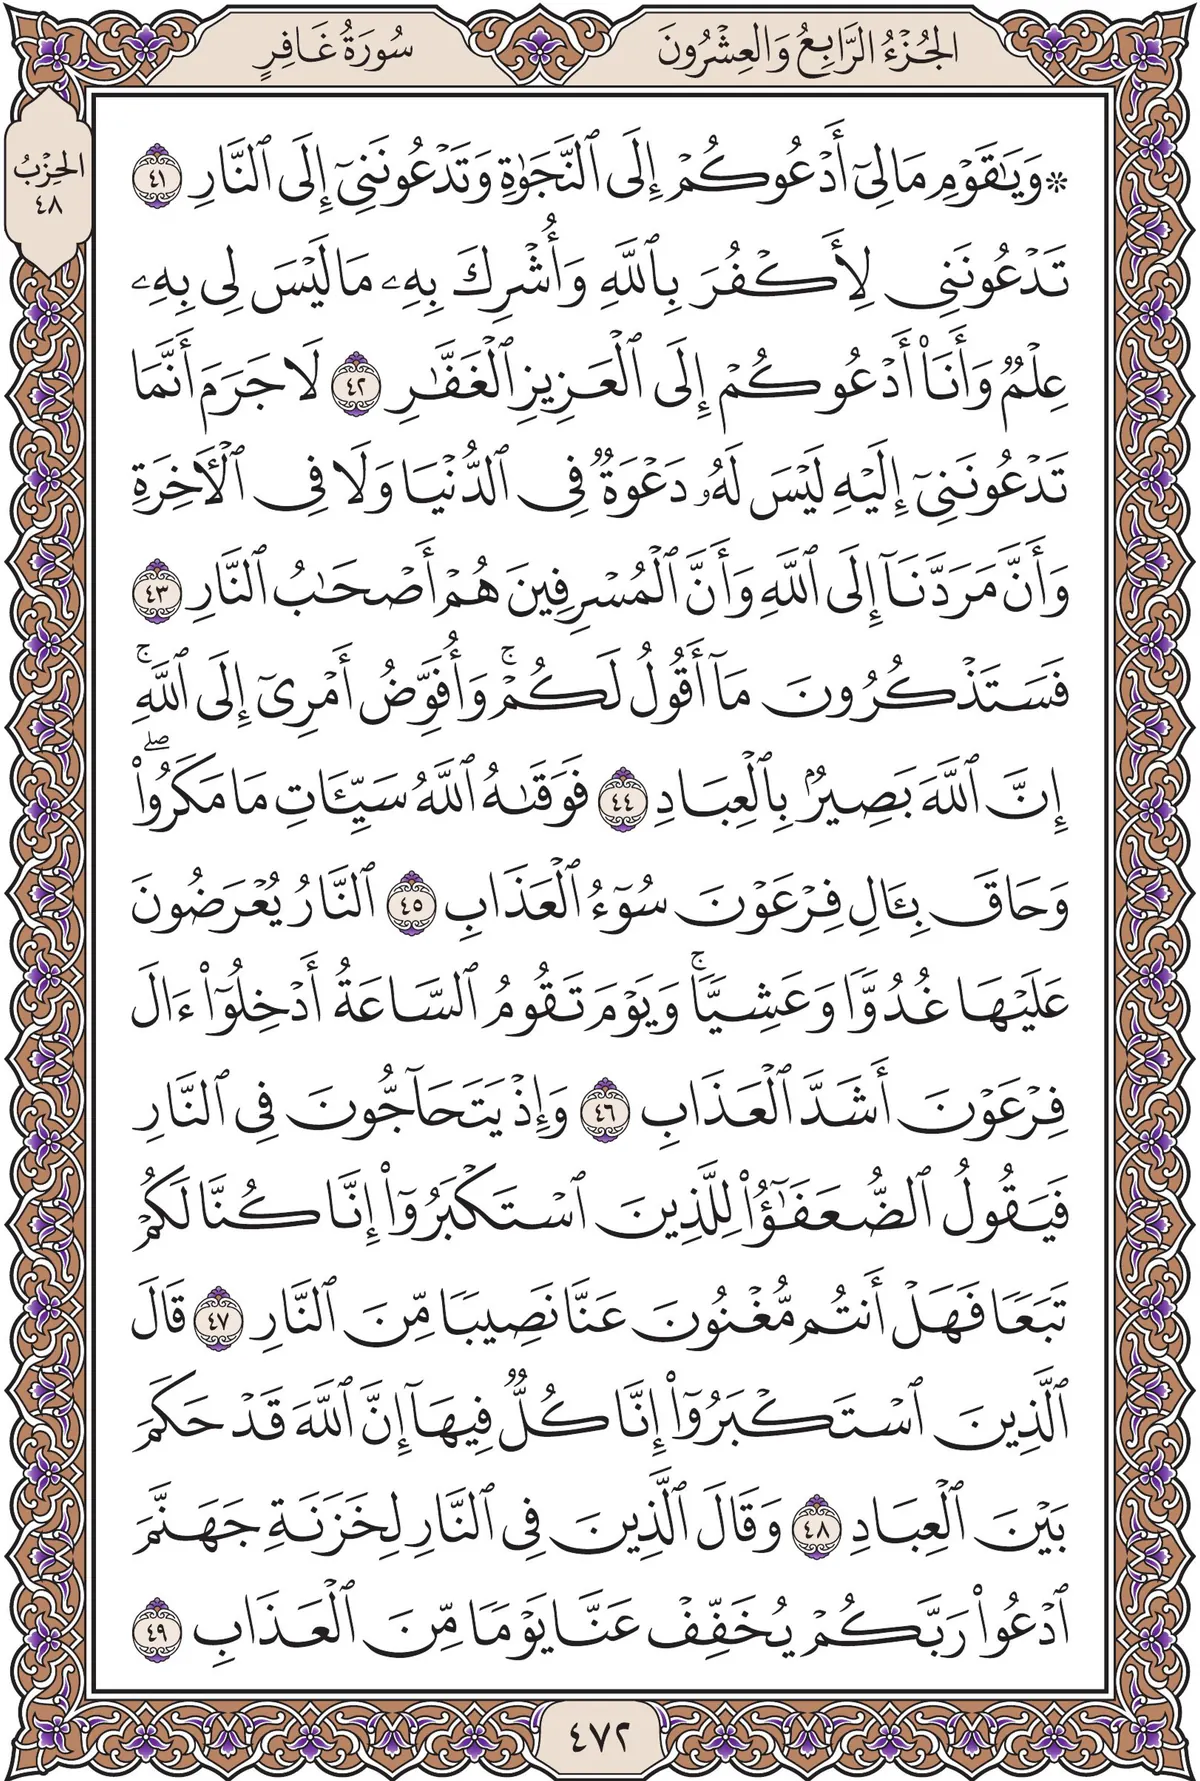 الجُزْءُ الرَّابِعُ وَالعِشْرُونَ
سُورَةُ غَافِرٍ
الحِزْبُ
٤٨
۞ وَيَٰقَوْمِ مَا لِيٓ أَدْعُوكُمْ إِلَى ٱلنَّجَوٰةِ وَتَدْعُونَنِيٓ إِلَى ٱلنَّارِ ٤١
تَدْعُونَنِي لِأَكْفُرَ بِٱللَّهِ وَأُشْرِكَ بِهِۦ مَا لَيْسَ لِي بِهِۦ
عِلْمٌ وَأَنَا۠ أَدْعُوكُمْ إِلَى ٱلْعَزِيزِ ٱلْغَفَّٰرِ ٤٢ لَا جَرَمَ أَنَّمَا
تَدْعُونَنِيٓ إِلَيْهِ لَيْسَ لَهُۥ دَعْوَةٌ فِي ٱلدُّنْيَا وَلَا فِي ٱلْأٓخِرَةِ
وَأَنَّ مَرَدَّنَآ إِلَى ٱللَّهِ وَأَنَّ ٱلْمُسْرِفِينَ هُمْ أَصْحَٰبُ ٱلنَّارِ ٤٣
فَسَتَذْكُرُونَ مَآ أَقُولُ لَكُمْۚ وَأُفَوِّضُ أَمْرِيٓ إِلَى ٱللَّهِۚ
إِنَّ ٱللَّهَ بَصِيرٌۢ بِٱلْعِبَادِ ٤٤ فَوَقَىٰهُ ٱللَّهُ سَيِّـَٔاتِ مَا مَكَرُوا۟ۖ
وَحَاقَ بِـَٔالِ فِرْعَوْنَ سُوٓءُ ٱلْعَذَابِ ٤٥ ٱلنَّارُ يُعْرَضُونَ
عَلَيْهَا غُدُوًّا وَعَشِيًّاۚ وَيَوْمَ تَقُومُ ٱلسَّاعَةُ أَدْخِلُوٓا۟ ءَالَ
فِرْعَوْنَ أَشَدَّ ٱلْعَذَابِ ٤٦ وَإِذْ يَتَحَآجُّونَ فِي ٱلنَّارِ
فَيَقُولُ ٱلضُّعَفَٰٓؤُا۟ لِلَّذِينَ ٱسْتَكْبَرُوٓا۟ إِنَّا كُنَّا لَكُمْ
تَبَعًا فَهَلْ أَنتُم مُّغْنُونَ عَنَّا نَصِيبًا مِّنَ ٱلنَّارِ ٤٧ قَالَ
ٱلَّذِينَ ٱسْتَكْبَرُوٓا۟ إِنَّا كُلٌّ فِيهَآ إِنَّ ٱللَّهَ قَدْ حَكَمَ
بَيْنَ ٱلْعِبَادِ ٤٨ وَقَالَ ٱلَّذِينَ فِي ٱلنَّارِ لِخَزَنَةِ جَهَنَّمَ
ٱدْعُوا۟ رَبَّكُمْ يُخَفِّفْ عَنَّا يَوْمًا مِّنَ ٱلْعَذَابِ ٤٩
٤٧٢